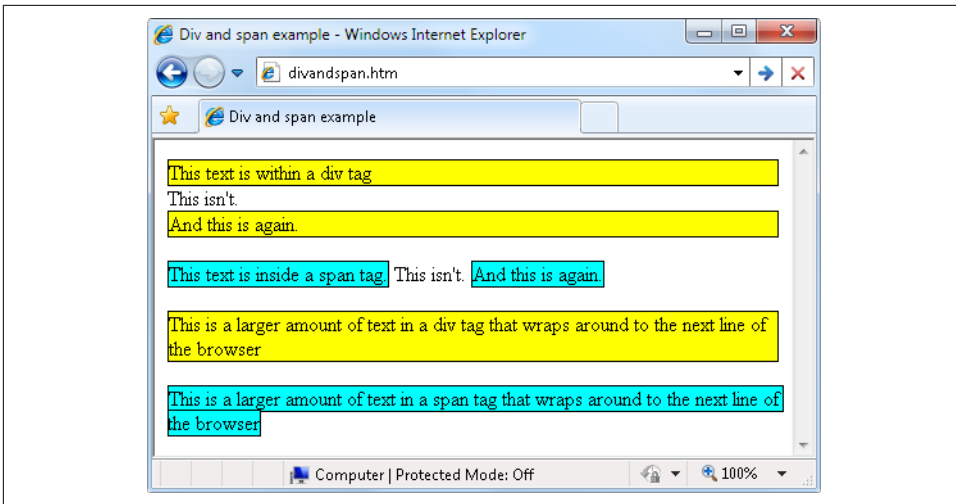 Div and span example - Windows Internet Explorer
divandspan.htm
Div and span example
This text is within a div tag
This isn't.
And this is again.
This text is inside a span tag. This isn't. And this is again.
This is a larger amount of text in a div tag that wraps around to the next line of
the browser
This is a larger amount of text in a span tag that wraps around to the next line of
the browser
Computer | Protected Mode: Off 100%